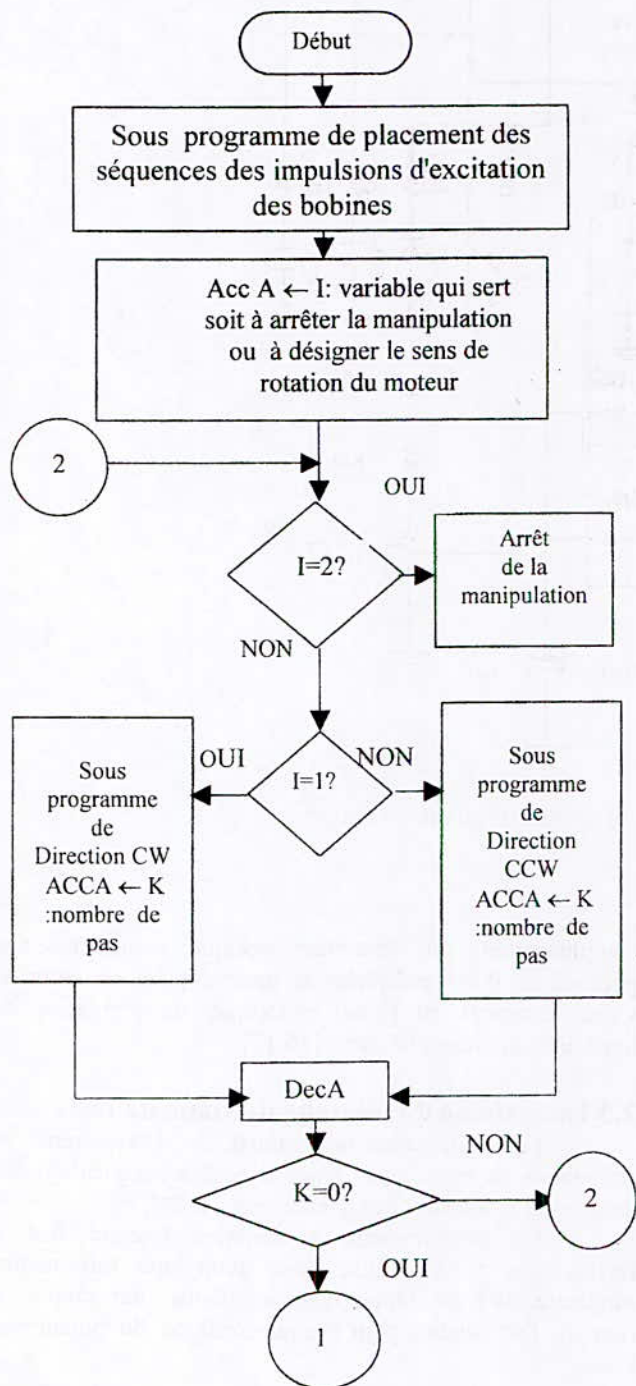 Début
Sous programme de placement des
séquences des impulsions d'excitation
des bobines
Acc A ← I: variable qui sert
soit à arrêter la manipulation
ou à désigner le sens de
rotation du moteur
2
OUI
I=2?
Arrêt
de la
manipulation
NON
OUI
I=1?
NON
Sous
programme
de
Direction CW
ACCA ← K
:nombre de
pas
Sous
programme
de
Direction
CCW
ACCA ← K
:nombre de
pas
DecA
NON
K=0?
2
OUI
1